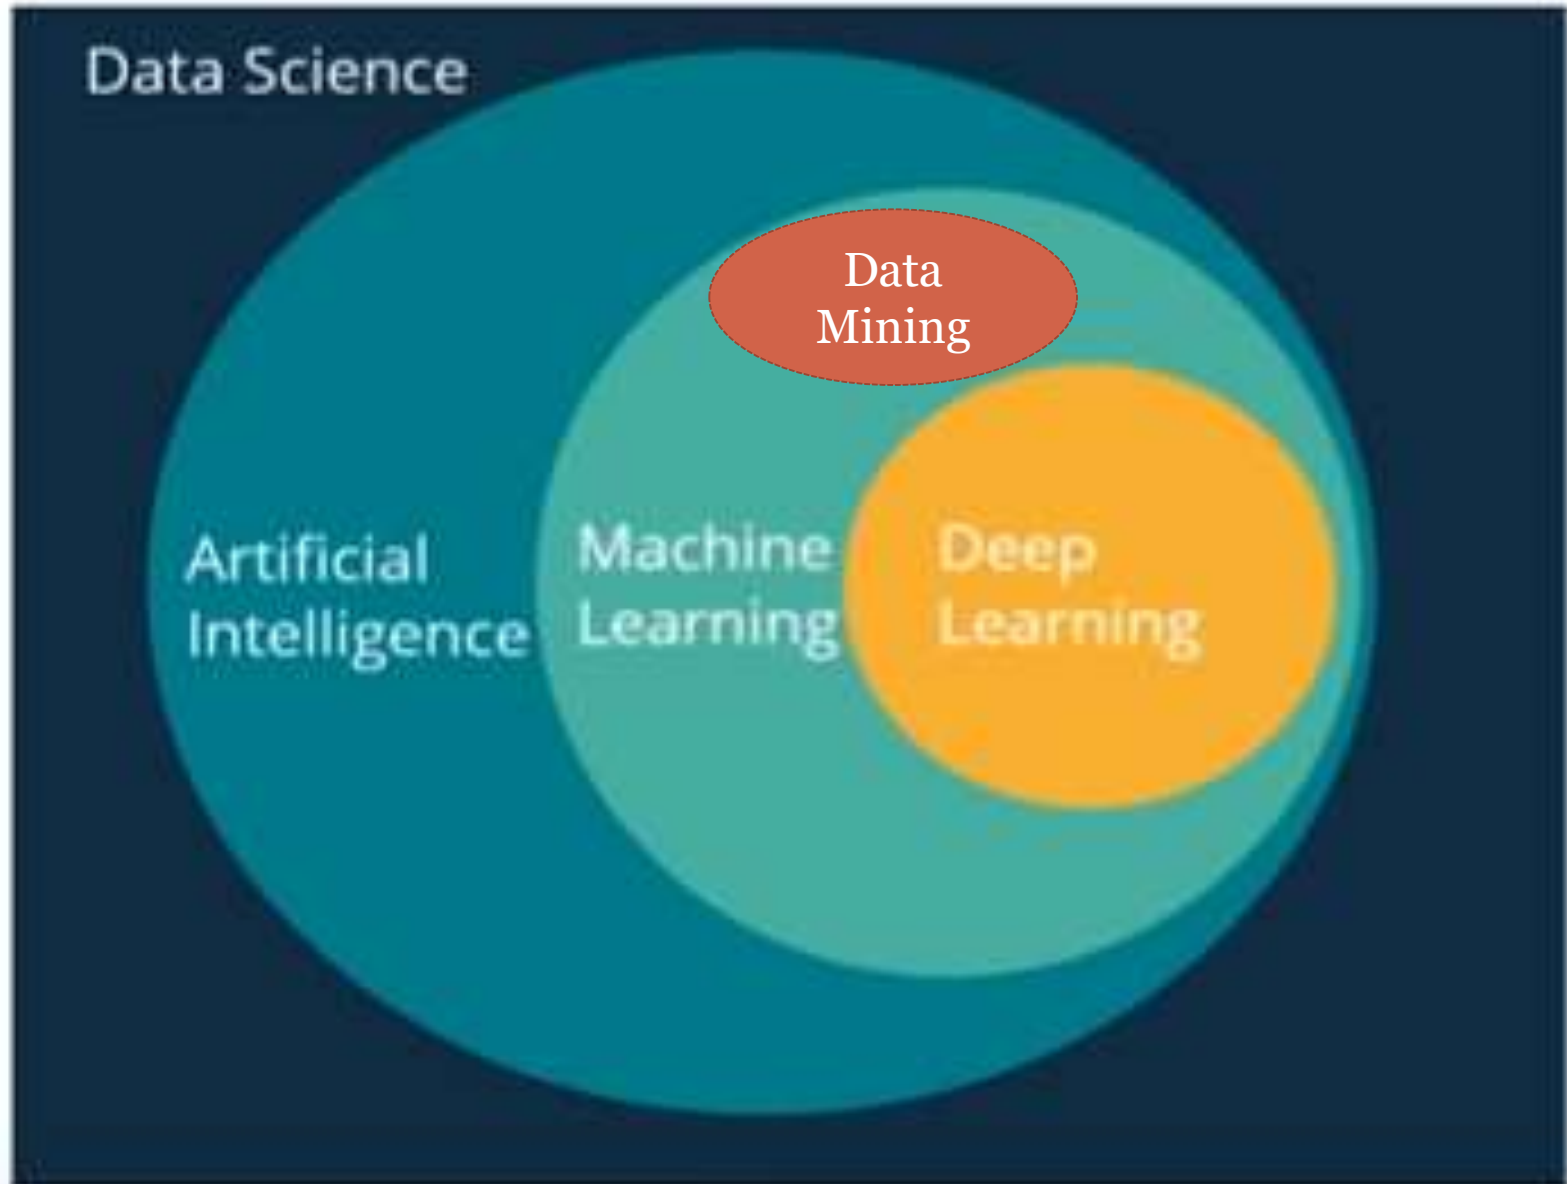 Data Science
Data
Mining
Artificial
Intelligence
Machine
Learning
Deep
Learning